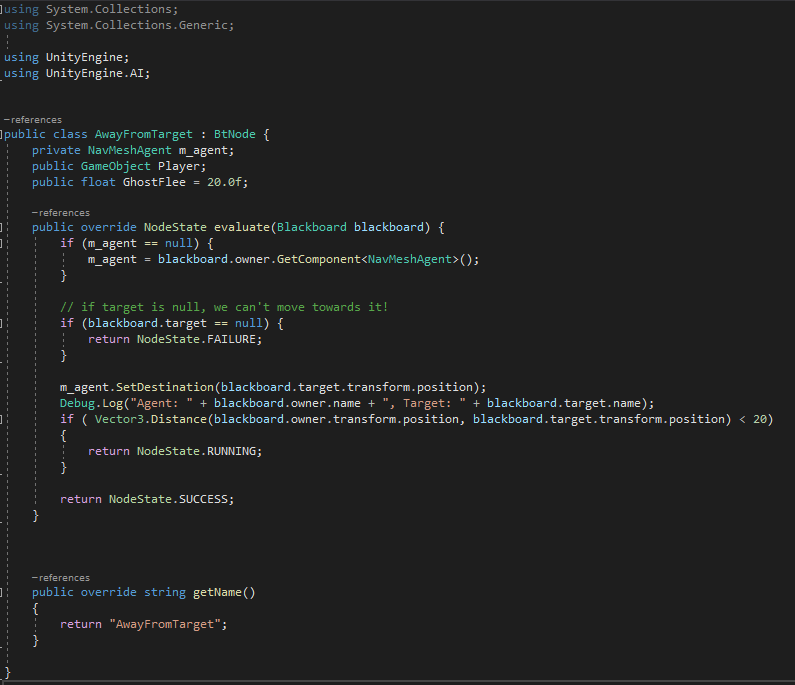 using System.Collections;
using System.Collections.Generic;
using UnityEngine;
using UnityEngine.AI;
–references
public class AwayFromTarget : BtNode {
private NavMeshAgent m_agent;
public GameObject Player;
public float GhostFlee = 20.0f;
–references
public override NodeState evaluate(Blackboard blackboard) {
if (m_agent == null) {
m_agent = blackboard.owner.GetComponent<NavMeshAgent>();
}
// if target is null, we can't move towards it!
if (blackboard.target == null) {
return NodeState.FAILURE;
}
m_agent.SetDestination(blackboard.target.transform.position);
Debug.Log("Agent: " + blackboard.owner.name + ", Target: " + blackboard.target.name);
if ( Vector3.Distance(blackboard.owner.transform.position, blackboard.target.transform.position) < 20)
{
return NodeState.RUNNING;
}
return NodeState.SUCCESS;
}
–references
public override string getName()
{
return "AwayFromTarget";
}
}